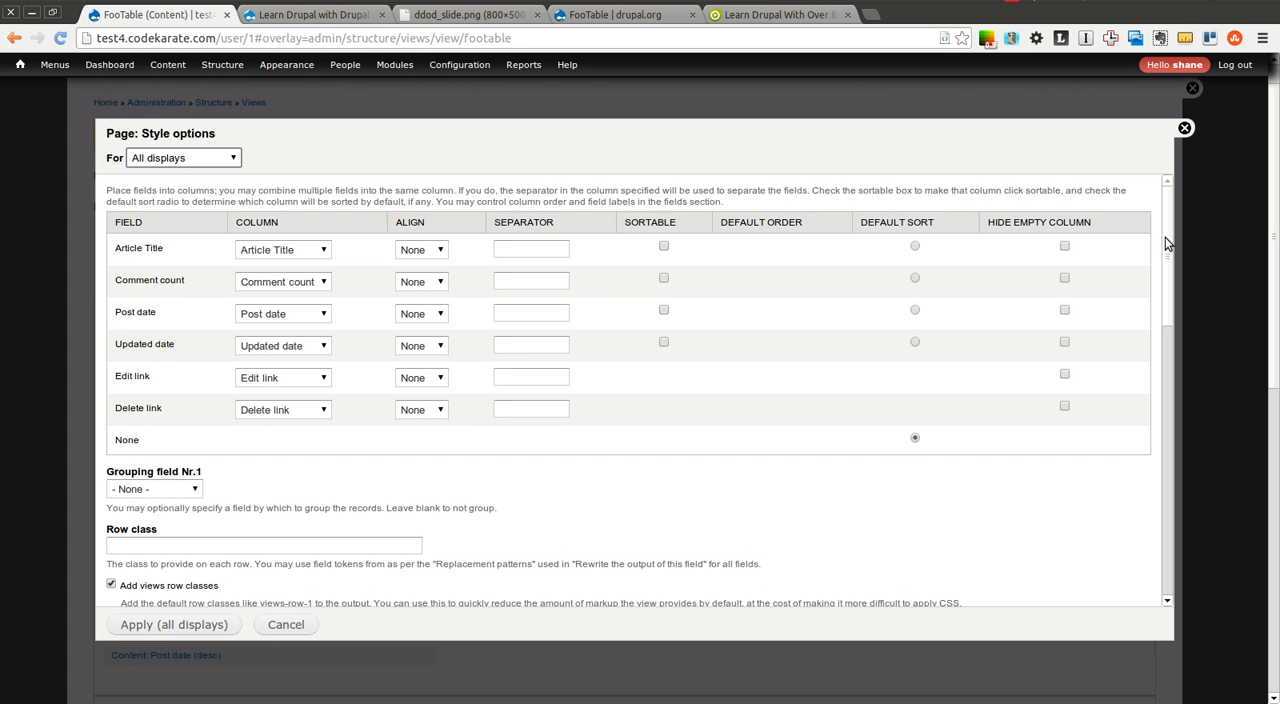 FooTable (Content) | test
Learn Drupal with Drupal
ddod_slide.png (800×500
FooTable | drupal.org
Learn Drupal With Over 8
test4.codekarate.com/user/1#overlay=admin/structure/views/view/footable
Menus Dashboard Content Structure Appearance People Modules Configuration Reports Help Hello shane Log out
Home » Administration » Structure » Views
Page: Style options
For All displays
Place fields into columns; you may combine multiple fields into the same column. If you do, the separator in the column specified will be used to separate the fields. Check the sortable box to make that column click sortable, and check the
default sort radio to determine which column will be sorted by default, if any. You may control column order and field labels in the fields section.
FIELD COLUMN ALIGN SEPARATOR SORTABLE DEFAULT ORDER DEFAULT SORT HIDE EMPTY COLUMN
Article Title Article Title None
Comment count Comment count None
Post date Post date None
Updated date Updated date None
Edit link Edit link None
Delete link Delete link None
None
Grouping field Nr.1
- None -
You may optionally specify a field by which to group the records. Leave blank to not group.
Row class
The class to provide on each row. You may use field tokens from as per the "Replacement patterns" used in "Rewrite the output of this field" for all fields.
Add views row classes
Add the default row classes like views-row-1 to the output. You can use this to quickly reduce the amount of markup the view provides by default, at the cost of making it more difficult to apply CSS.
Apply (all displays) Cancel
Content: Post date (desc)